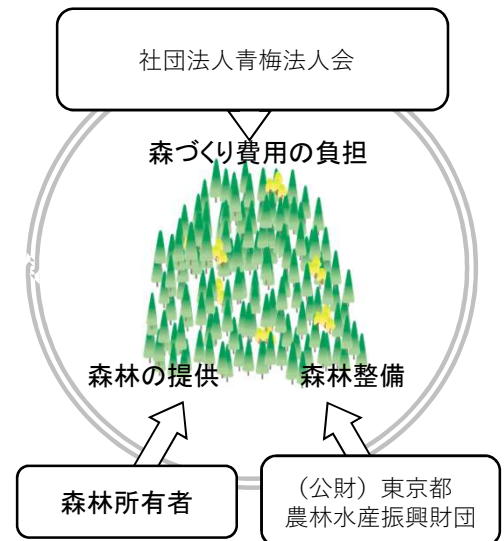 社団法人青梅法人会
森づくり費用の負担
森林の提供
森林整備
森林所有者
（公財）東京都
農林水産振興財団